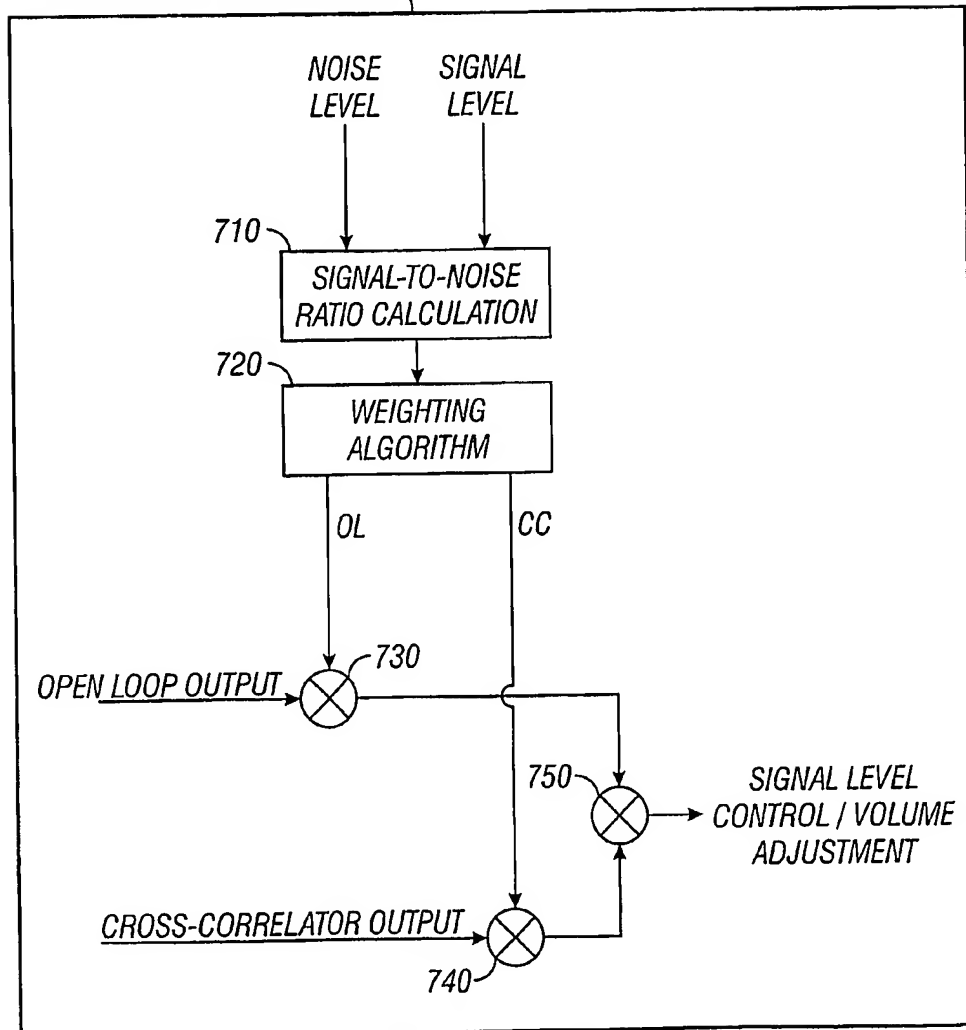 NOISE
LEVEL
SIGNAL
LEVEL
710
SIGNAL-TO-NOISE
RATIO CALCULATION
720
WEIGHTING
ALGORITHM
OL
CC
730
OPEN LOOP OUTPUT
750
SIGNAL LEVEL
CONTROL / VOLUME
ADJUSTMENT
CROSS-CORRELATOR OUTPUT
740